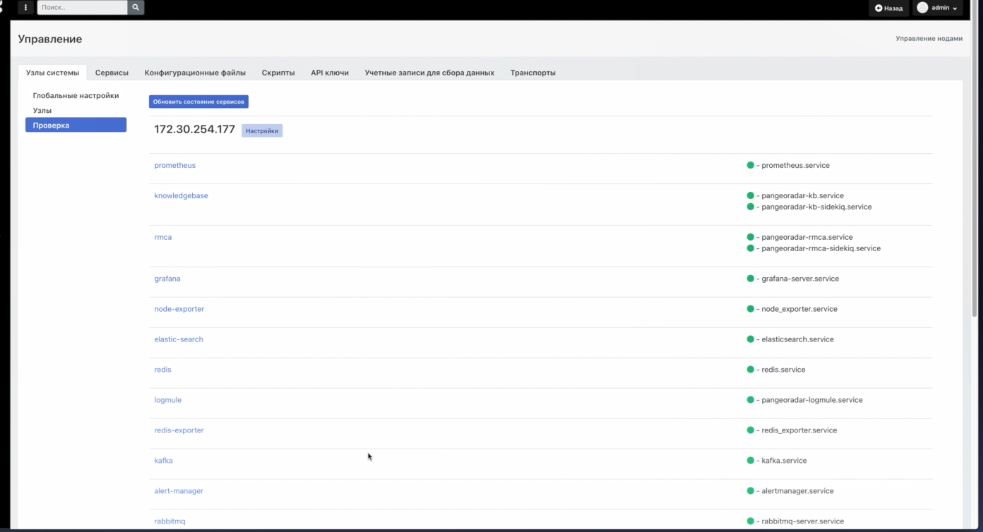 Поиск..
Назад
admin
Управление
Управление нодами
Узлы системы Сервисы Конфигурационные файлы Скрипты API ключи Учетные записи для сбора данных Транспорты
Глобальные настройки
Узлы
Проверка
Обновить состояние сервисов
172.30.254.177 Настройки
prometheus - prometheus.service
knowledgebase - pangeoradar-kb.service
- pangeoradar-kb-sidekiq.service
rmca - pangeoradar-rmca.service
- pangeoradar-rmca-sidekiq.service
grafana - grafana-server.service
node-exporter - node_exporter.service
elastic-search - elasticsearch.service
redis - redis.service
logmule - pangeoradar-logmule.service
redis-exporter - redis_exporter.service
kafka - kafka.service
alert-manager - alertmanager.service
rabbitmq - rabbitmq-server.service